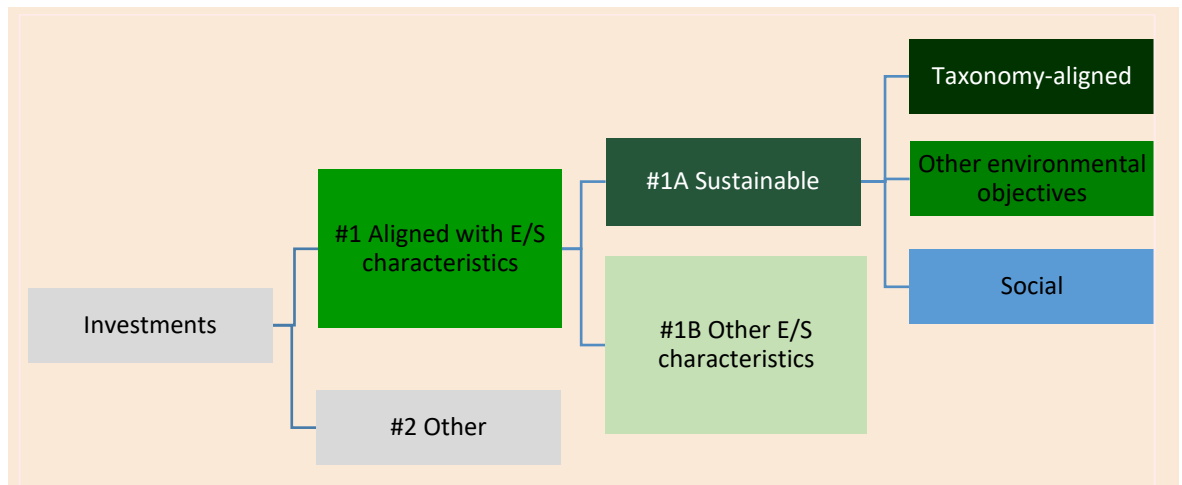 Investments
#1 Aligned with E/S
characteristics
#2 Other
#1A Sustainable
#1B Other E/S
characteristics
Taxonomy-aligned
Other environmental
objectives
Social